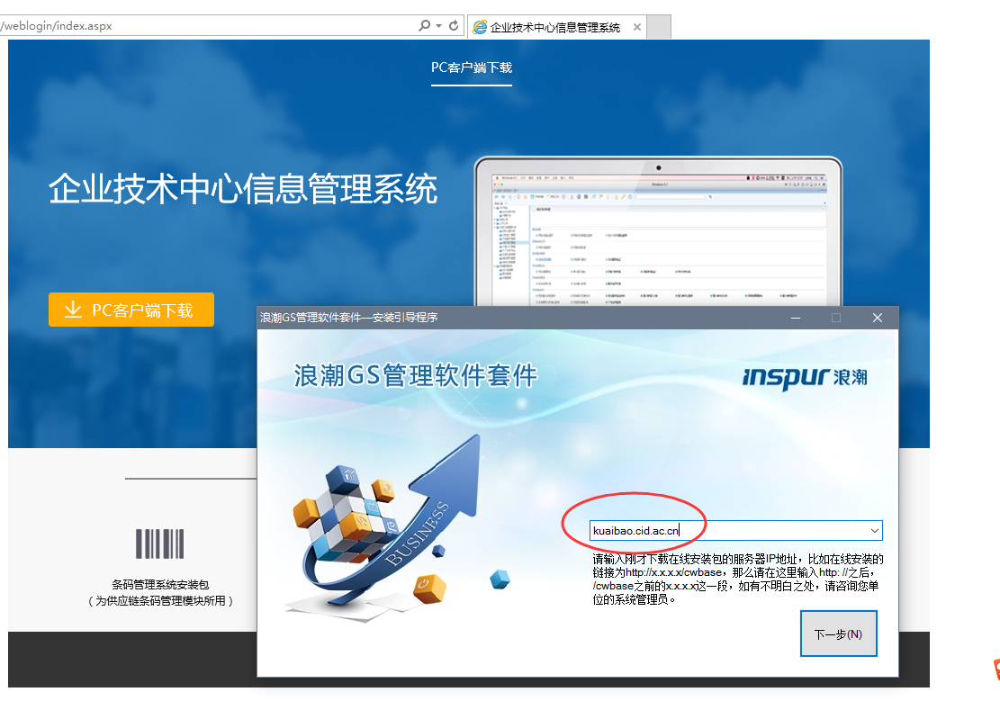 /weblogin/index.aspx
企业技术中心信息管理系统
PC客户端下载
企业技术中心信息管理系统
PC客户端下载
浪潮GS管理软件套件—安装引导程序
浪潮GS管理软件套件
inspur 浪潮
BUSINESS
kuaibao.cid.ac.cn
请输入刚才下载在线安装包的服务器IP地址，比如在线安装的
链接为http://x.x.x.x/cwbase，那么请在这里输入http: //之后，
/cwbase之前的x.x.x.x这一段，如有不明白之处，请咨询您单
位的系统管理员。
下一步(N)
条码管理系统安装包
（为供应链条码管理模块所用）